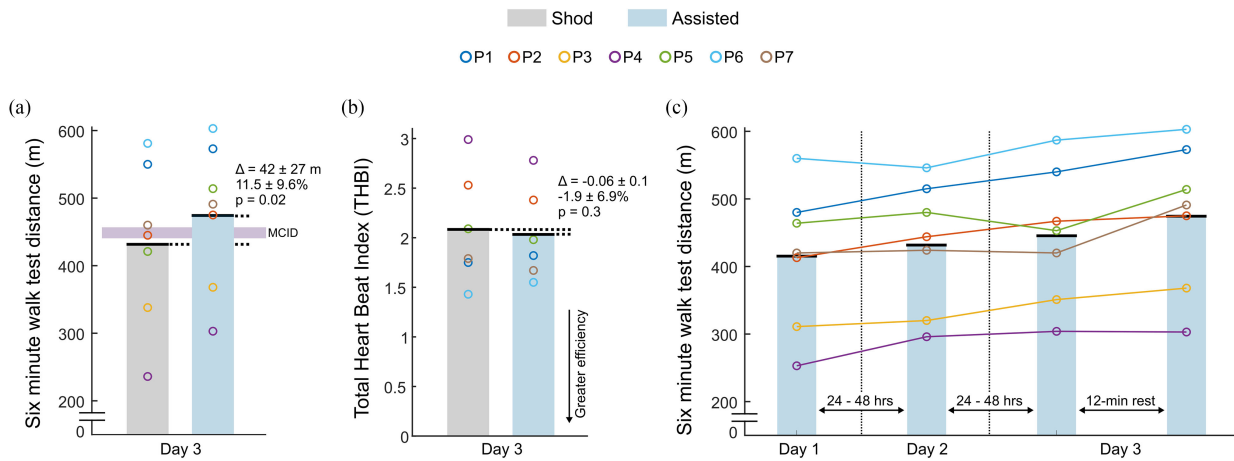 Shod Assisted
P1 P2 P3 P4 P5 P6 P7
(a)
Six minute walk test distance (m)
600
500
400
300
200
0
Δ = 42 ± 27 m
11.5 ± 9.6%
p = 0.02
MCID
Day 3
(b)
Total Heart Beat Index (THBI)
3
2.5
2
1.5
1
0.5
0
Δ = -0.06 ± 0.1
-1.9 ± 6.9%
p = 0.3
Greater efficiency
Day 3
(c)
Six minute walk test distance (m)
600
500
400
300
200
0
24 - 48 hrs
24 - 48 hrs
12-min rest
Day 1 Day 2 Day 3